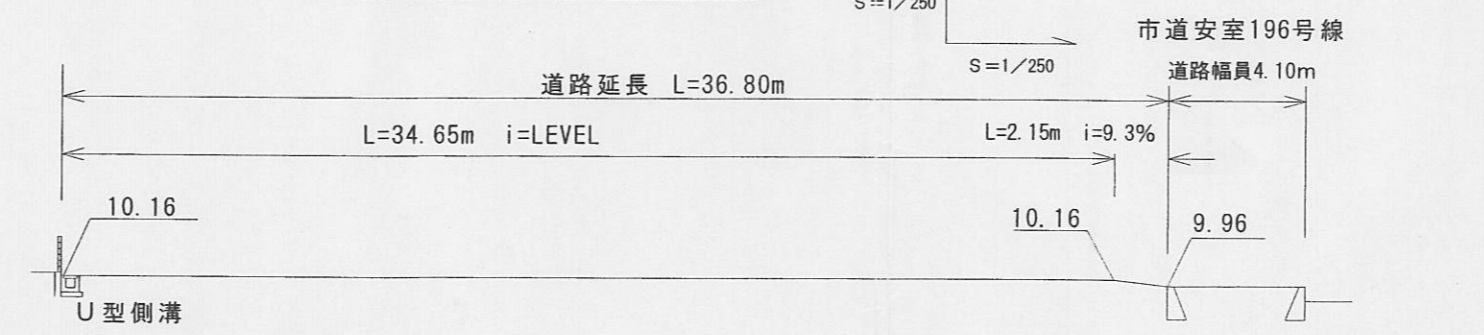 S=1/250
S=1/250
市道安室196号線
道路幅員4.10m
道路延長 L=36.80m
L=34.65m i=LEVEL
L=2.15m i=9.3%
10.16
10.16
9.96
U型側溝